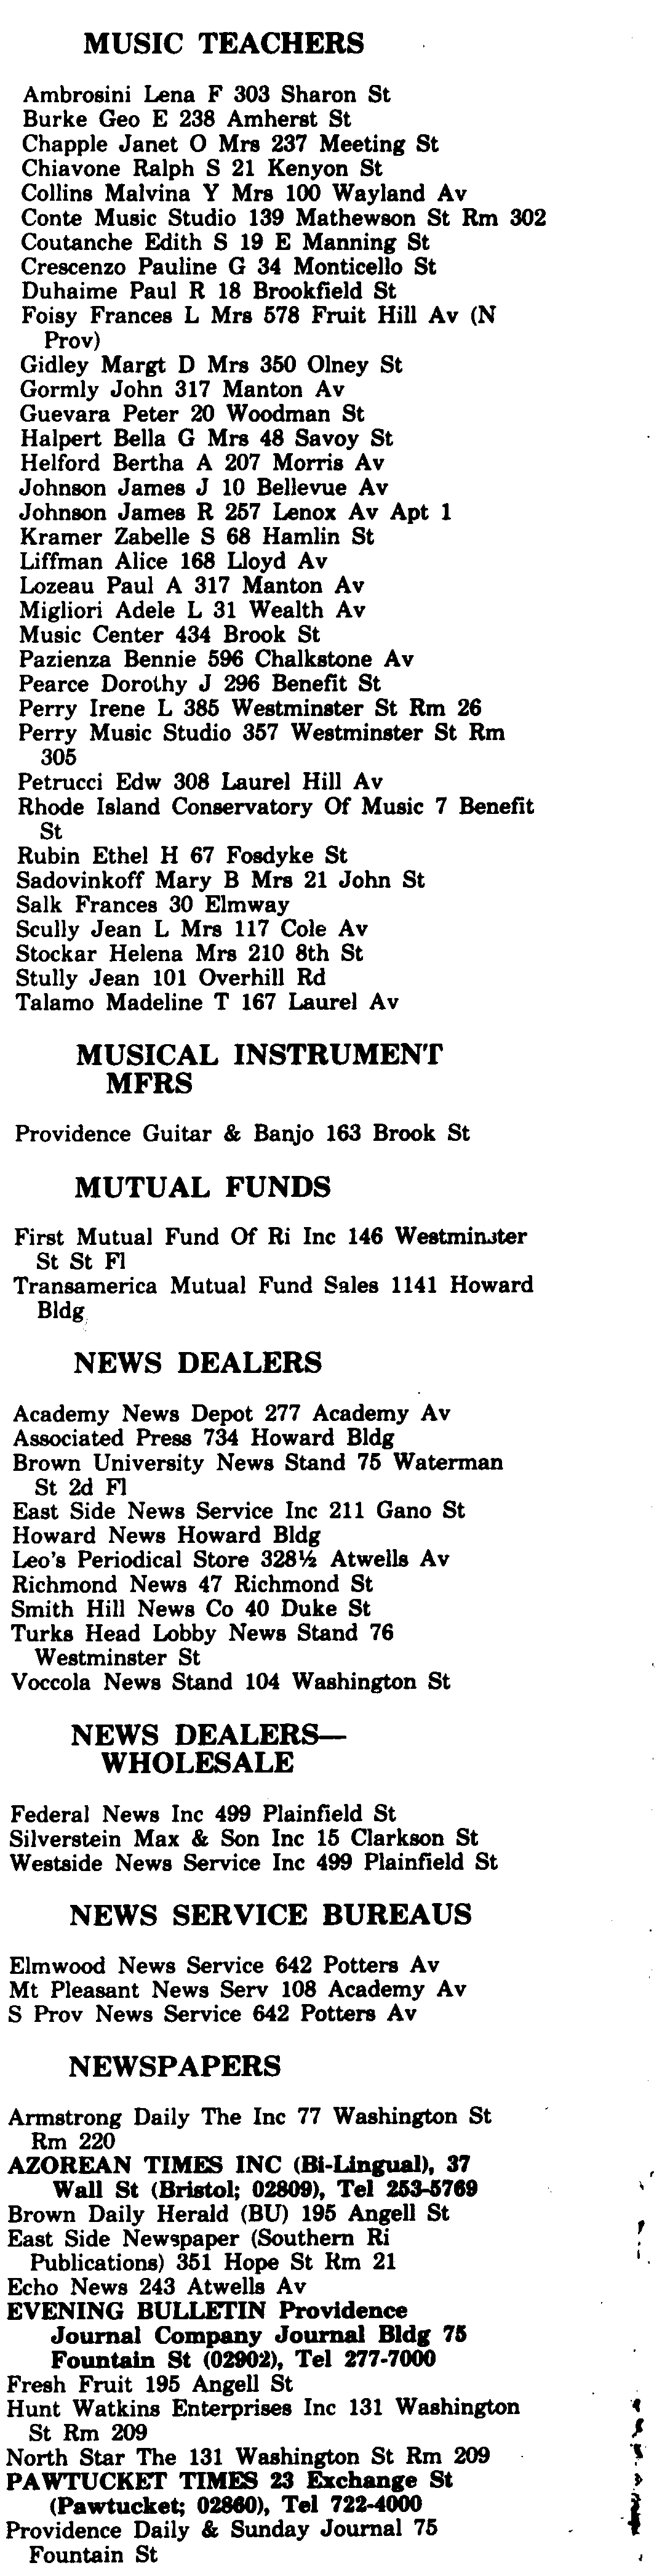 MUSIC TEACHERS
Ambrosini Lena F 303 Sharon St
Burke Geo E 238 Amherst St
Chapple Janet O Mrs 237 Meeting St
Chiavone Ralph S 21 Kenyon St
Collins Malvina Y Mrs 100 Wayland Av
Conte Music Studio 139 Mathewson St Rm 302
Coutanche Edith S 19 E Manning St
Crescenzo Pauline G 34 Monticello St
Duhaime Paul R 18 Brookfield St
Foisy Frances L Mrs 578 Fruit Hill Av (N
Prov)
Gidley Margt D Mrs 350 Olney St
Gormly John 317 Manton Av
Guevara Peter 20 Woodman St
Halpert Bella G Mrs 48 Savoy St
Helford Bertha A 207 Morris Av
Johnson James J 10 Bellevue Av
Johnson James R 257 Lenox Av Apt 1
Kramer Zabelle S 68 Hamlin St
Liffman Alice 168 Lloyd Av
Lozeau Paul A 317 Manton Av
Migliori Adele L 31 Wealth Av
Music Center 434 Brook St
Pazienza Bennie 596 Chalkstone Av
Pearce Dorothy J 296 Benefit St
Perry Irene L 385 Westminster St Rm 26
Perry Music Studio 357 Westminster St Rm
305
Petrucci Edw 308 Laurel Hill Av
Rhode Island Conservatory Of Music 7 Benefit
St
Rubin Ethel H 67 Fosdyke St
Sadovinkoff Mary B Mrs 21 John St
Salk Frances 30 Elmway
Scully Jean L Mrs 117 Cole Av
Stockar Helena Mrs 210 8th St
Stully Jean 101 Overhill Rd
Talamo Madeline T 167 Laurel Av
MUSICAL INSTRUMENT
MFRS
Providence Guitar & Banjo 163 Brook St
MUTUAL FUNDS
First Mutual Fund Of Ri Inc 146 Westminster
St St Fl
Transamerica Mutual Fund Sales 1141 Howard
Bldg
NEWS DEALERS
Academy News Depot 277 Academy Av
Associated Press 734 Howard Bldg
Brown University News Stand 75 Waterman
St 2d Fl
East Side News Service Inc 211 Gano St
Howard News Howard Bldg
Leo's Periodical Store 328½ Atwells Av
Richmond News 47 Richmond St
Smith Hill News Co 40 Duke St
Turks Head Lobby News Stand 76
Westminster St
Voccola News Stand 104 Washington St
NEWS DEALERS—
WHOLESALE
Federal News Inc 499 Plainfield St
Silverstein Max & Son Inc 15 Clarkson St
Westside News Service Inc 499 Plainfield St
NEWS SERVICE BUREAUS
Elmwood News Service 642 Potters Av
Mt Pleasant News Serv 108 Academy Av
S Prov News Service 642 Potters Av
NEWSPAPERS
Armstrong Daily The Inc 77 Washington St
Rm 220
AZOREAN TIMES INC (Bi-Lingual), 37
Wall St (Bristol; 02809), Tel 253-5769
Brown Daily Herald (BU) 195 Angell St
East Side Newspaper (Southern Ri
Publications) 351 Hope St Rm 21
Echo News 243 Atwells Av
EVENING BULLETIN Providence
Journal Company Journal Bldg 75
Fountain St (02902), Tel 277-7000
Fresh Fruit 195 Angell St
Hunt Watkins Enterprises Inc 131 Washington
St Rm 209
North Star The 131 Washington St Rm 209
PAWTUCKET TIMES 23 Exchange St
(Pawtucket; 02860), Tel 722-4000
Providence Daily & Sunday Journal 75
Fountain St